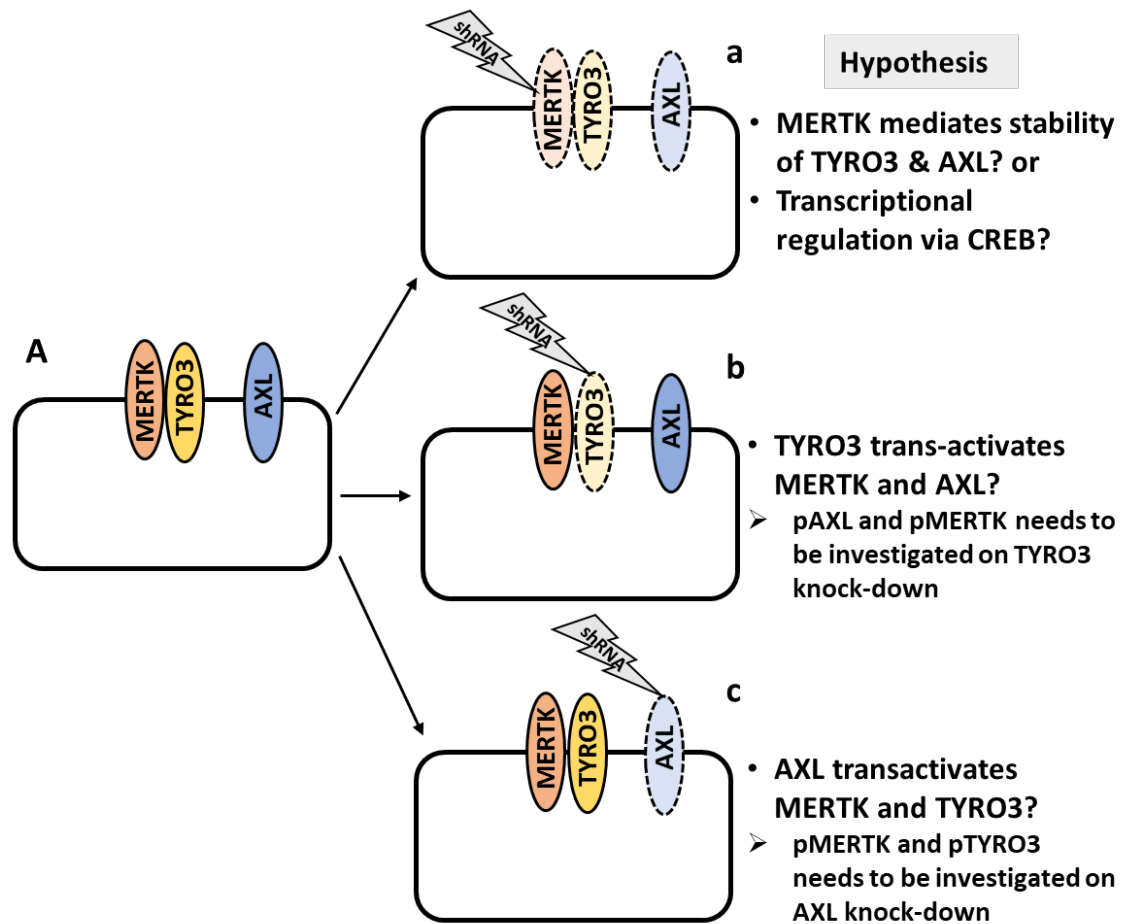 A
MERTK
TYRO3
AXL
shRNA
MERTK
TYRO3
AXL
a
Hypothesis
• MERTK mediates stability
of TYRO3 & AXL? or
• Transcriptional
regulation via CREB?
shRNA
MERTK
TYRO3
AXL
b
• TYRO3 trans-activates
MERTK and AXL?
➢ pAXL and pMERTK needs to
be investigated on TYRO3
knock-down
shRNA
MERTK
TYRO3
AXL
c
• AXL transactivates
MERTK and TYRO3?
➢ pMERTK and pTYRO3
needs to be investigated on
AXL knock-down